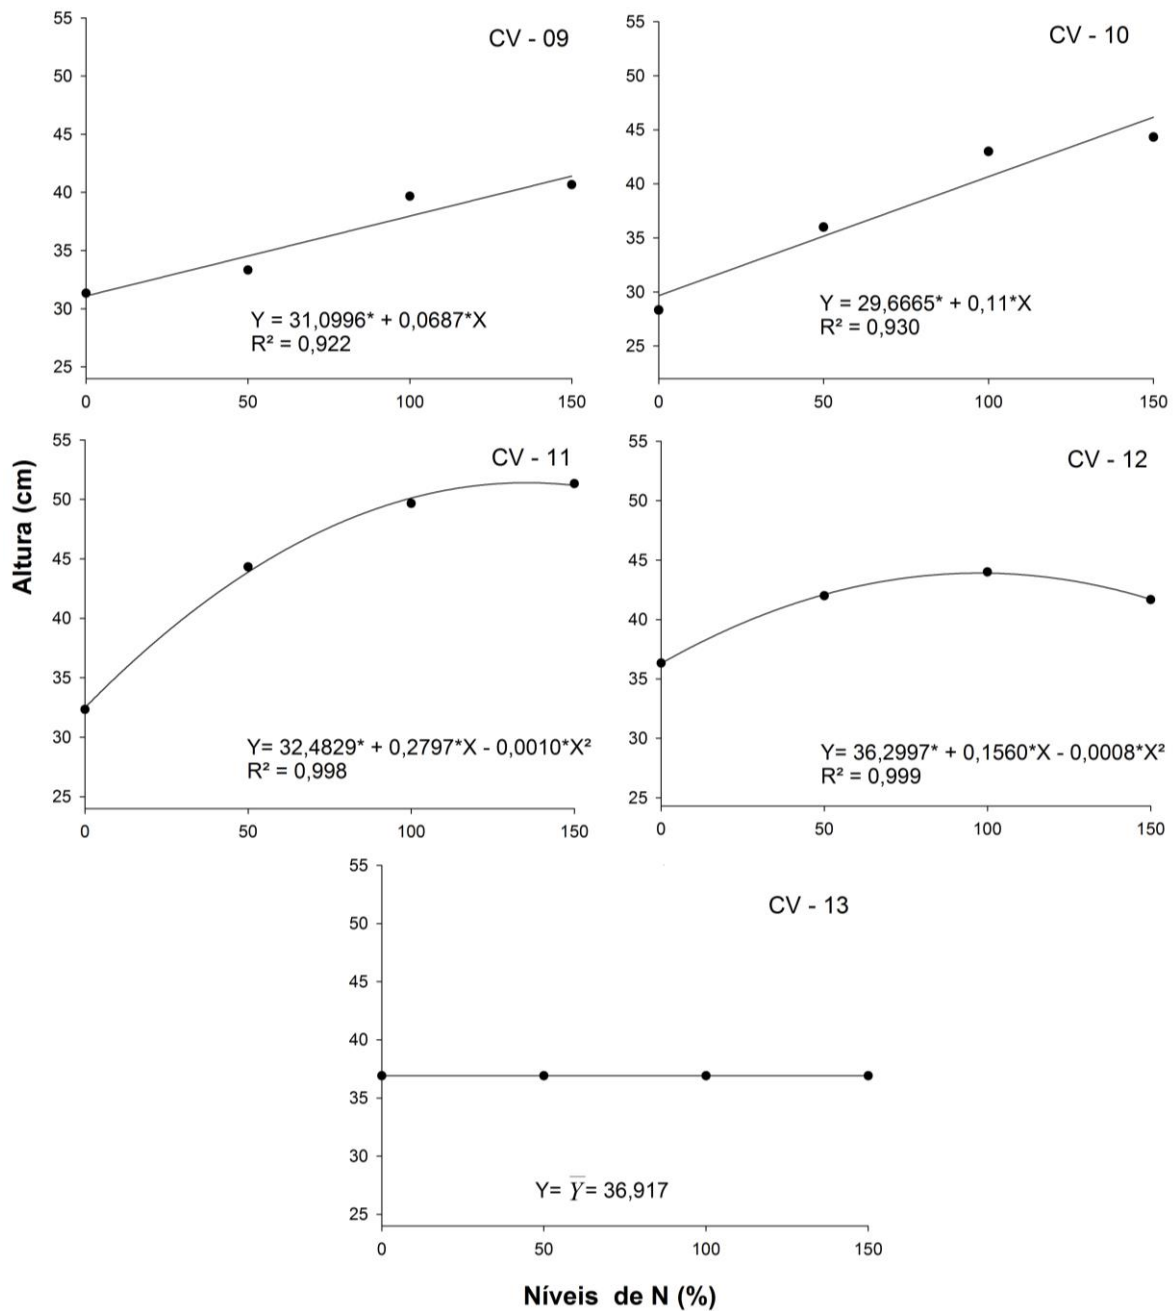 CV - 09
55
50
45
40
35
30
25
Y = 31,0996* + 0,0687*X
R² = 0,922
0 50 100 150
CV - 10
55
50
45
40
35
30
25
Y = 29,6665* + 0,11*X
R² = 0,930
0 50 100 150
Altura (cm)
CV - 11
55
50
45
40
35
30
25
Y= 32,4829* + 0,2797*X - 0,0010*X²
R² = 0,998
0 50 100 150
CV - 12
55
50
45
40
35
30
25
Y= 36,2997* + 0,1560*X - 0,0008*X²
R² = 0,999
0 50 100 150
CV - 13
55
50
45
40
35
30
25
Y= Y̅= 36,917
0 50 100 150
Níveis de N (%)